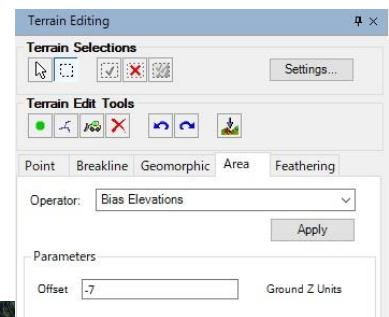 Terrain Editing
Terrain Selections
Settings...
Terrain Edit Tools
Point Breakline Geomorphic Area Feathering
Operator: Bias Elevations
Apply
Parameters
Offset -7 Ground Z Units